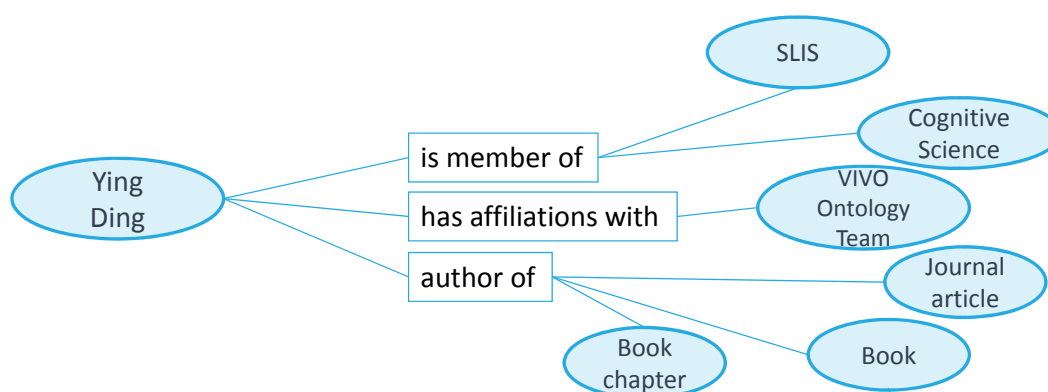 SLIS
Cognitive
Science
is member of
Ying
Ding
VIVO
Ontology
Team
has affiliations with
author of
Journal
article
Book
chapter
Book